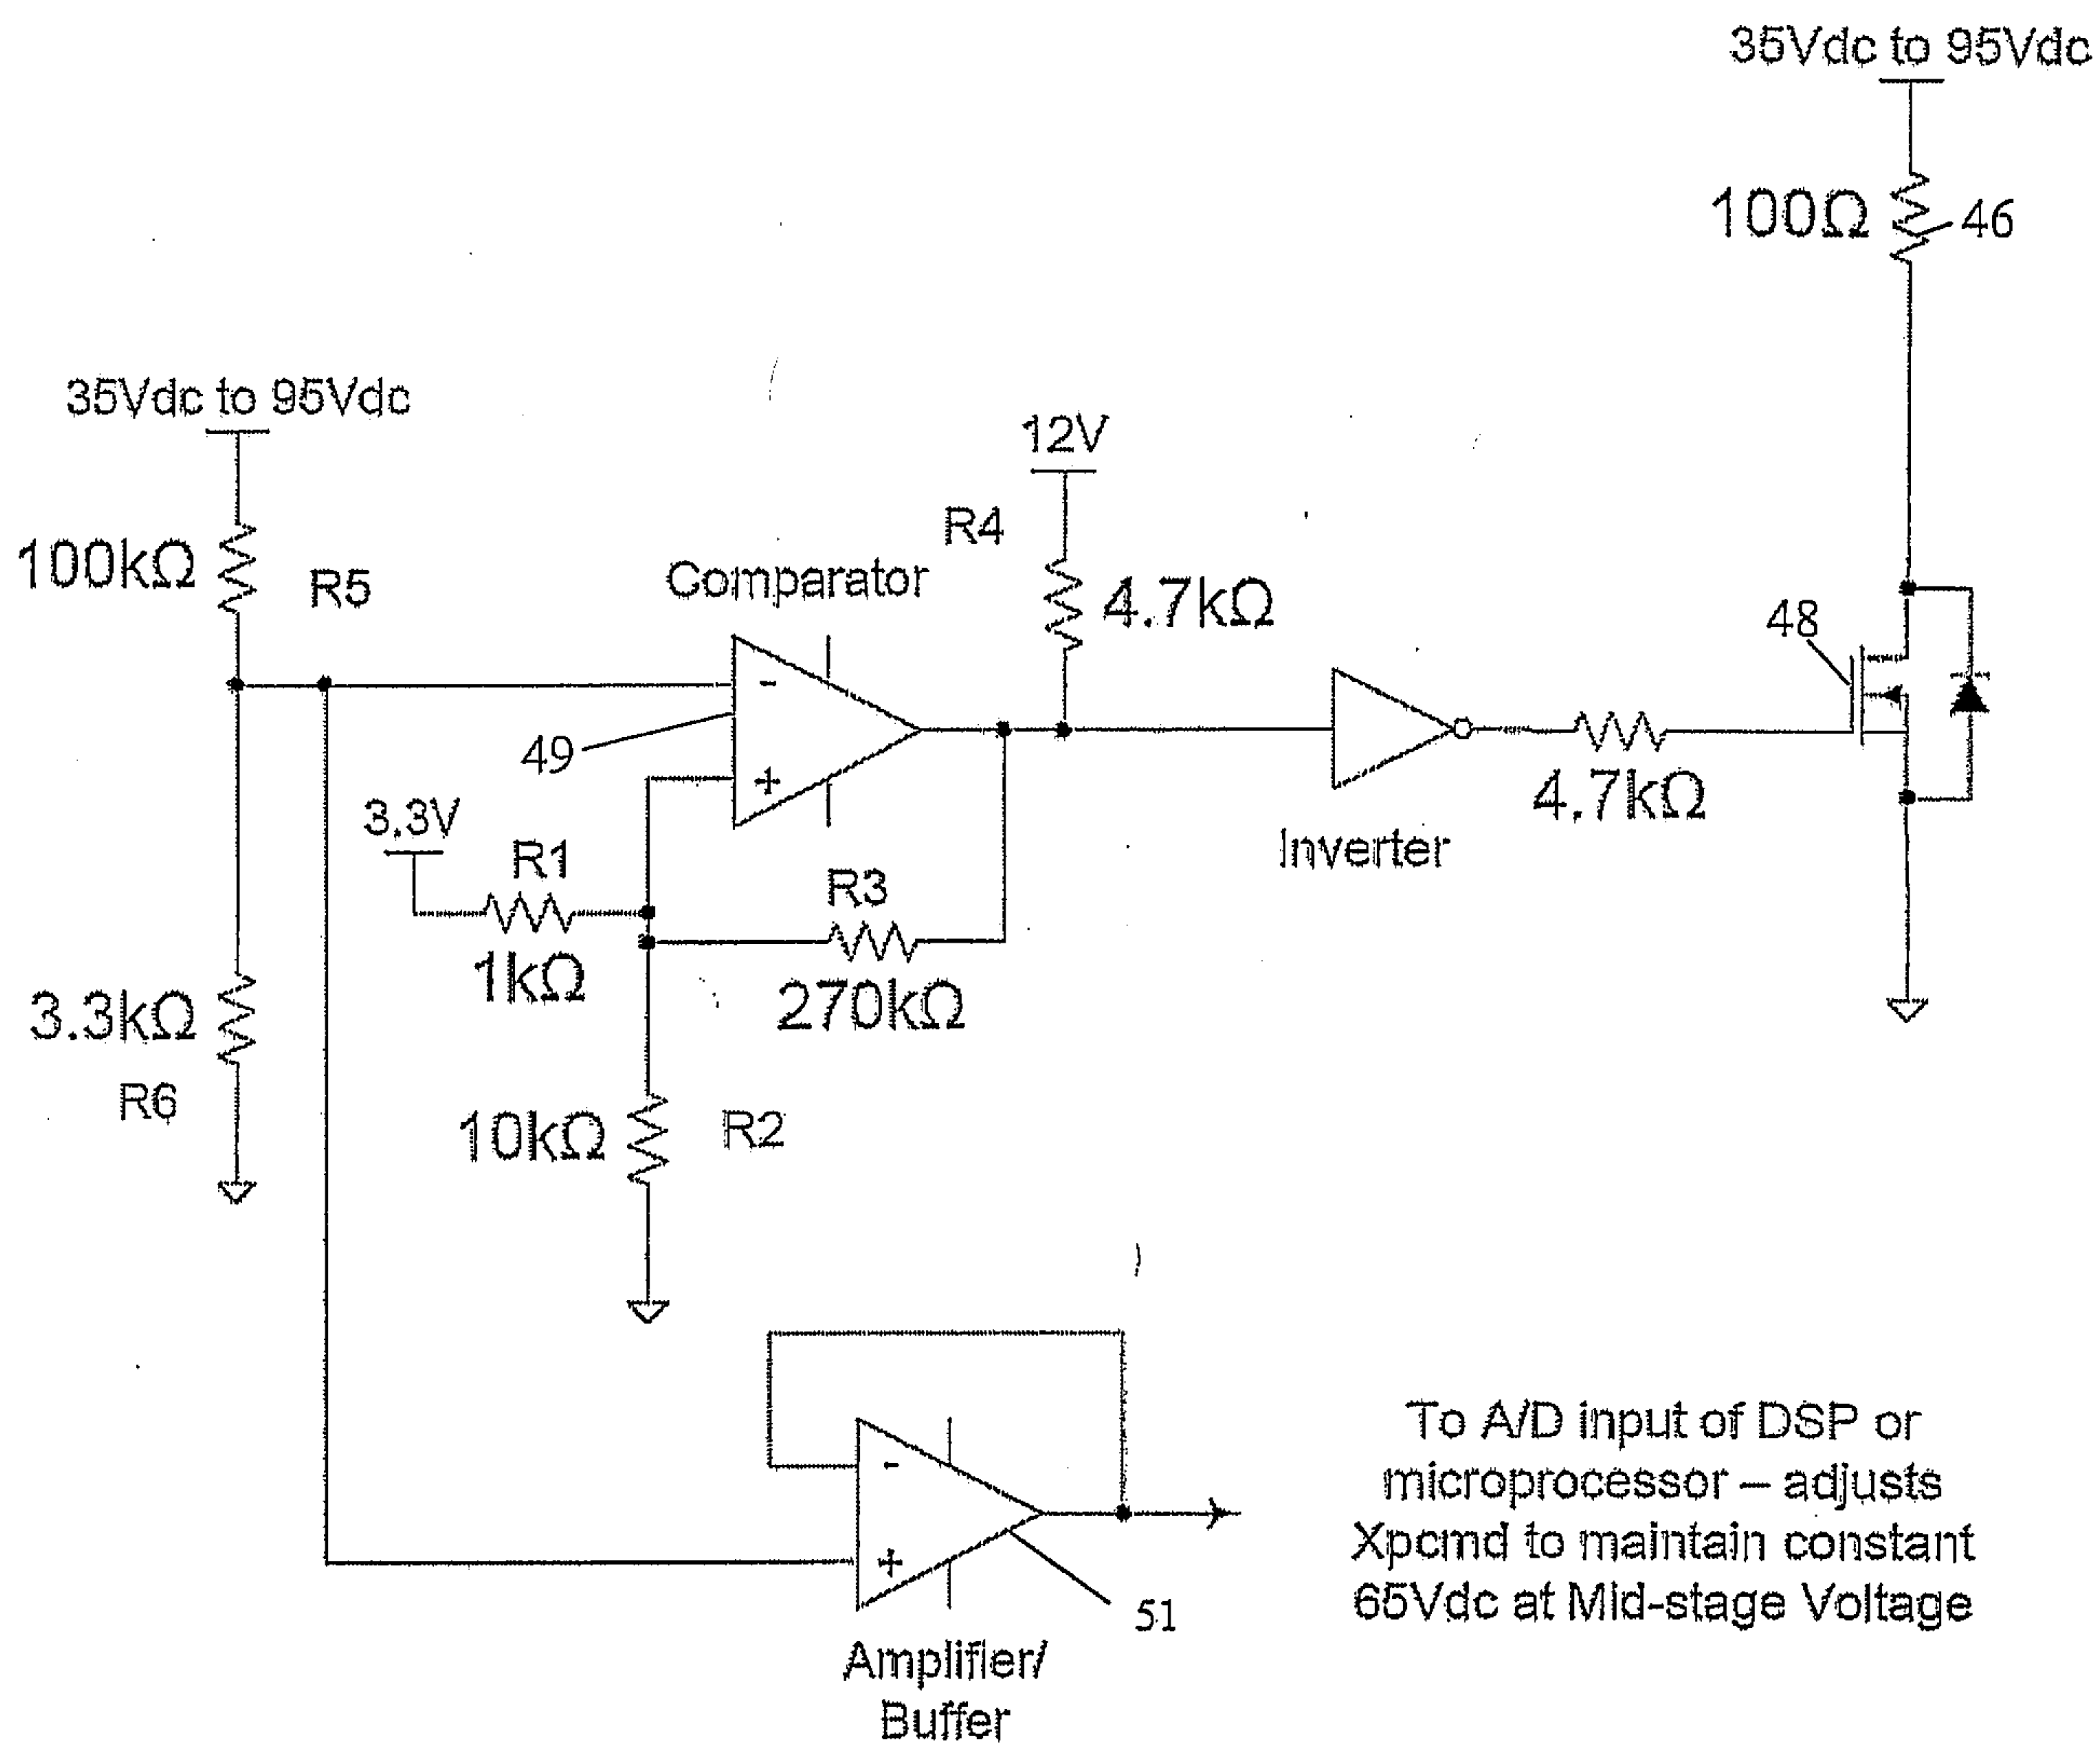 35Vdc to 95Vdc
100Ω
46
35Vdc to 95Vdc
12V
R4
100kΩ
R5
Comparator
4.7kΩ
48
-
49
+
3.3V
R1
1kΩ
R3
270kΩ
Inverter
4.7kΩ
3.3kΩ
R6
10kΩ
R2
-
+
51
Amplifier/
Buffer
To A/D input of DSP or
microprocessor – adjusts
Xpcmd to maintain constant
65Vdc at Mid-stage Voltage